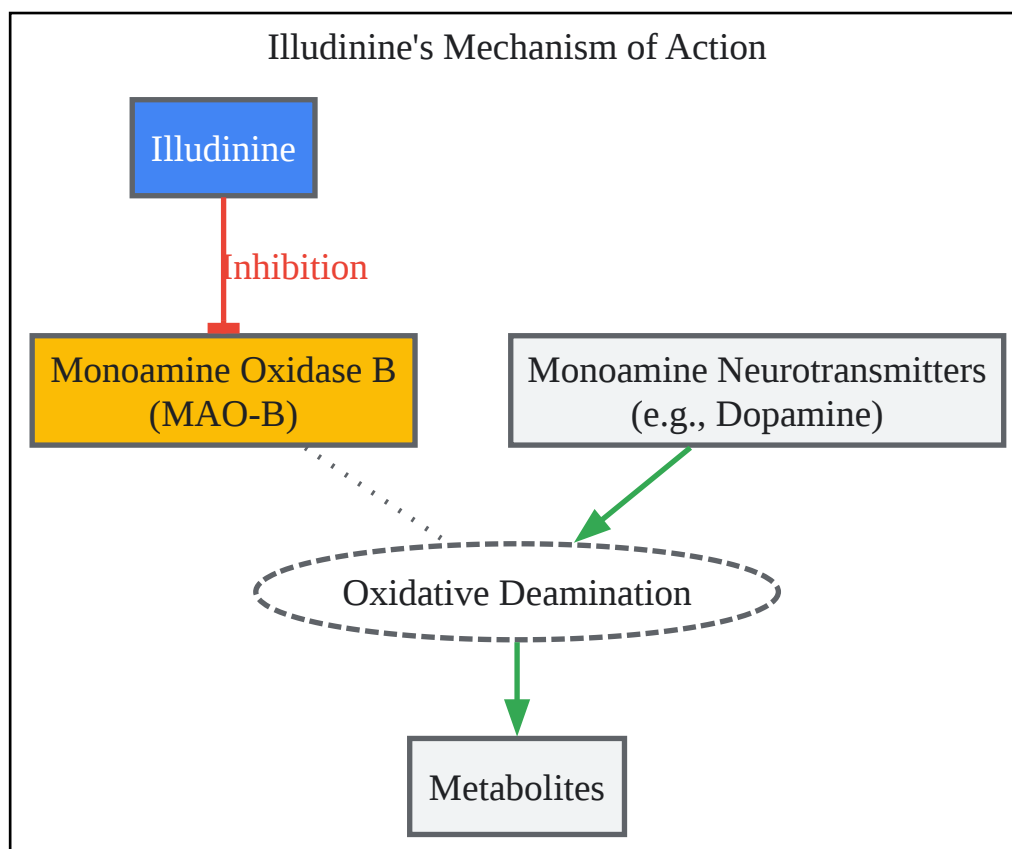 Illudinine's Mechanism of Action
Illudinine
Inhibition
Monoamine Oxidase B
(MAO-B)
Monoamine Neurotransmitters
(e.g., Dopamine)
Oxidative Deamination
Metabolites